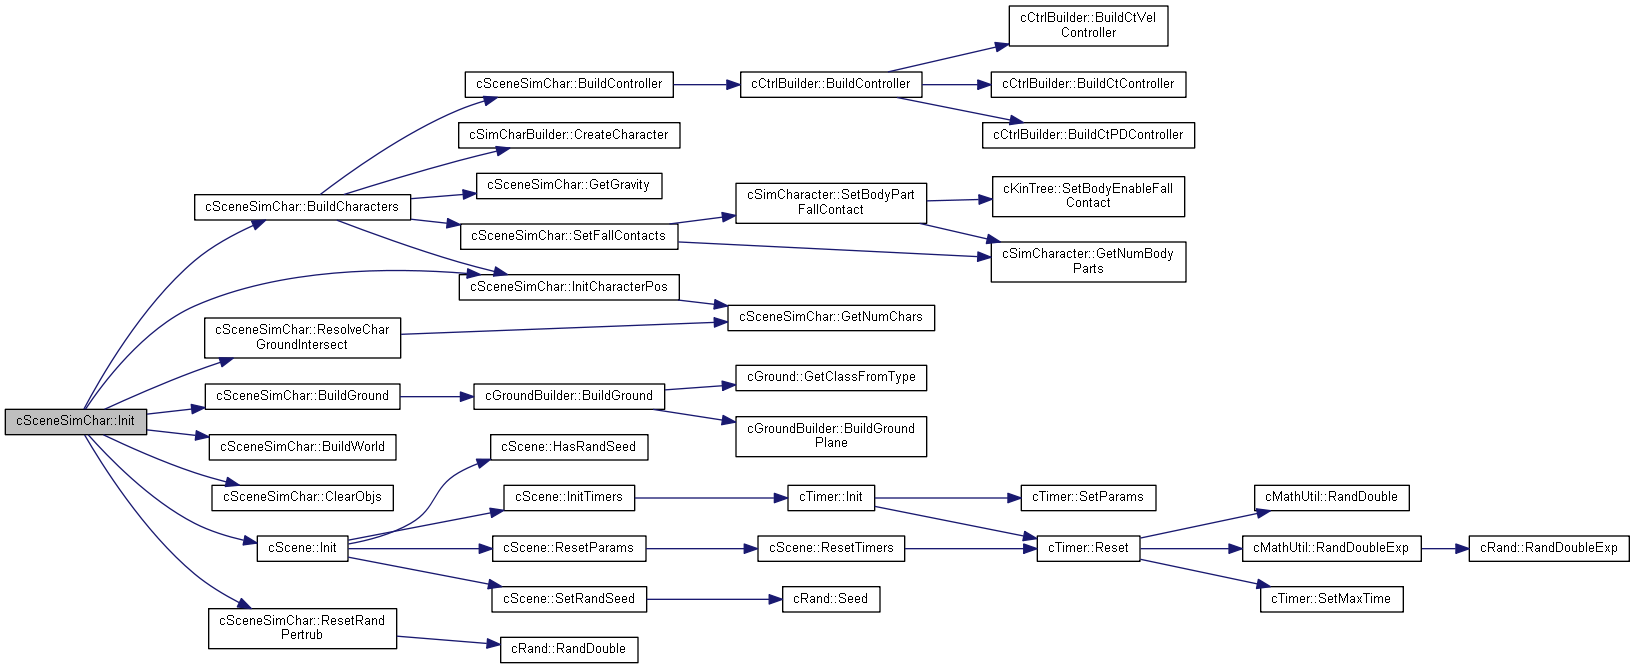 cCtrlBuilder::BuildCtVel
Controller
cSceneSimChar::BuildController
cCtrlBuilder::BuildController
cCtrlBuilder::BuildCtController
cSimCharBuilder::CreateCharacter
cCtrlBuilder::BuildCtPDController
cSceneSimChar::GetGravity
cSimCharacter::SetBodyPart
FallContact
cKinTree::SetBodyEnableFall
Contact
cSceneSimChar::BuildCharacters
cSceneSimChar::SetFallContacts
cSimCharacter::GetNumBody
Parts
cSceneSimChar::InitCharacterPos
cSceneSimChar::GetNumChars
cSceneSimChar::ResolveChar
GroundIntersect
cGround::GetClassFromType
cSceneSimChar::BuildGround
cGroundBuilder::BuildGround
cSceneSimChar::Init
cGroundBuilder::BuildGround
Plane
cSceneSimChar::BuildWorld
cScene::HasRandSeed
cSceneSimChar::ClearObjs
cScene::InitTimers
cTimer::Init
cTimer::SetParams
cMathUtil::RandDouble
cScene::Init
cScene::ResetParams
cScene::ResetTimers
cTimer::Reset
cMathUtil::RandDoubleExp
cRand::RandDoubleExp
cScene::SetRandSeed
cRand::Seed
cTimer::SetMaxTime
cSceneSimChar::ResetRand
Pertrub
cRand::RandDouble